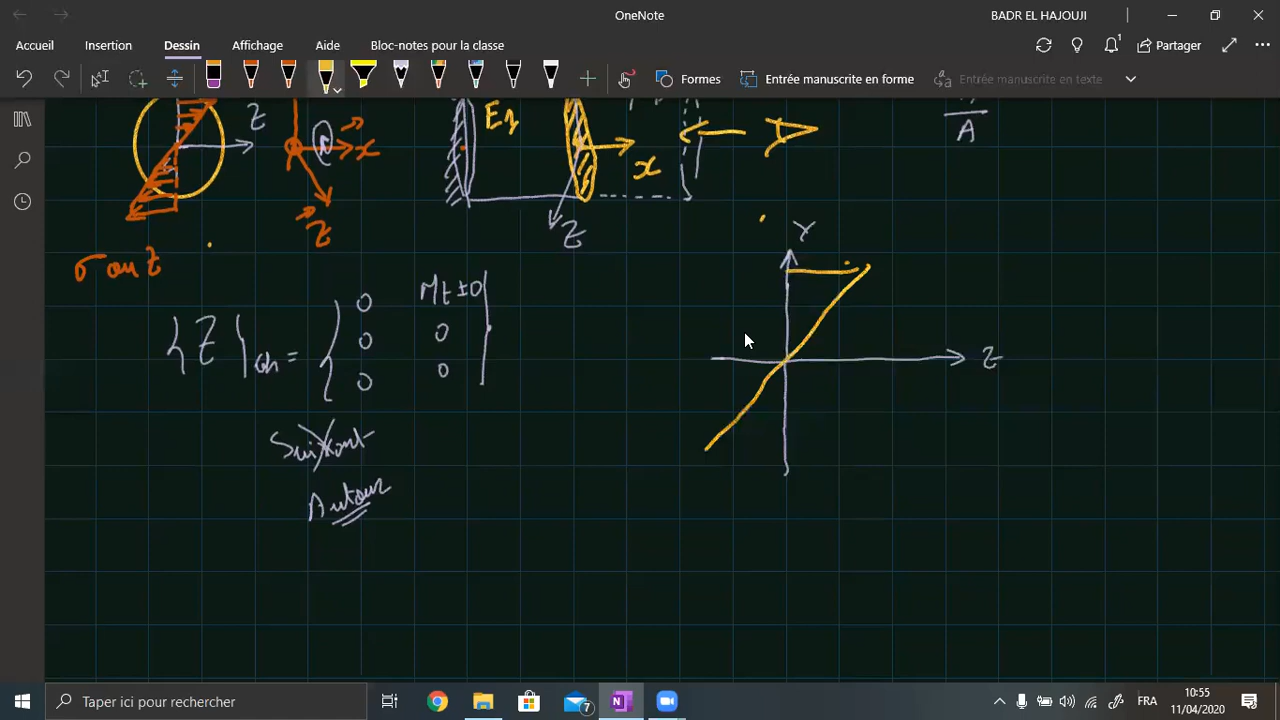 OneNote
BADR EL HAJOUJI
Accueil Insertion Dessin Affichage Aide Bloc-notes pour la classe
Partager
Formes Entrée manuscrite en forme Entrée manuscrite en texte
Z
x
Z
x
Z
A
Y
Z
0 Mt ≠0
0 0
0 0
Suivant
Autour
Taper ici pour rechercher
7
FRA
10:55
11/04/2020